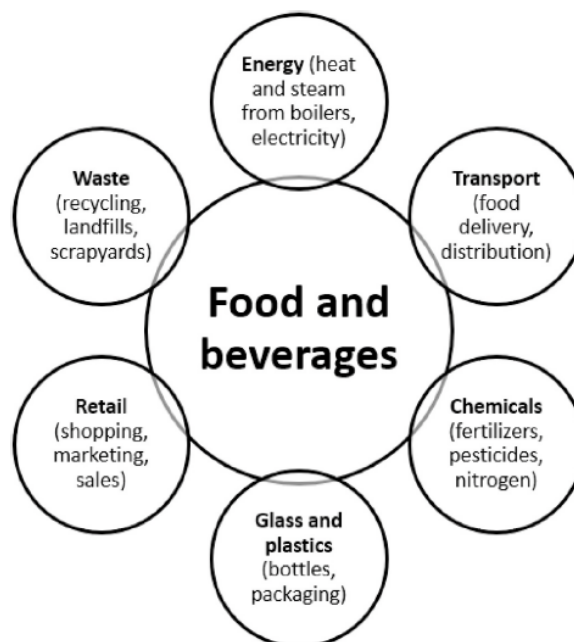 Energy (heat
and steam
from boilers,
electricity)
Waste
(recycling,
landfills,
scrapyards)
Transport
(food
delivery,
distribution)
Food and
beverages
Retail
(shopping,
marketing,
sales)
Chemicals
(fertilizers,
pesticides,
nitrogen)
Glass and
plastics
(bottles,
packaging)